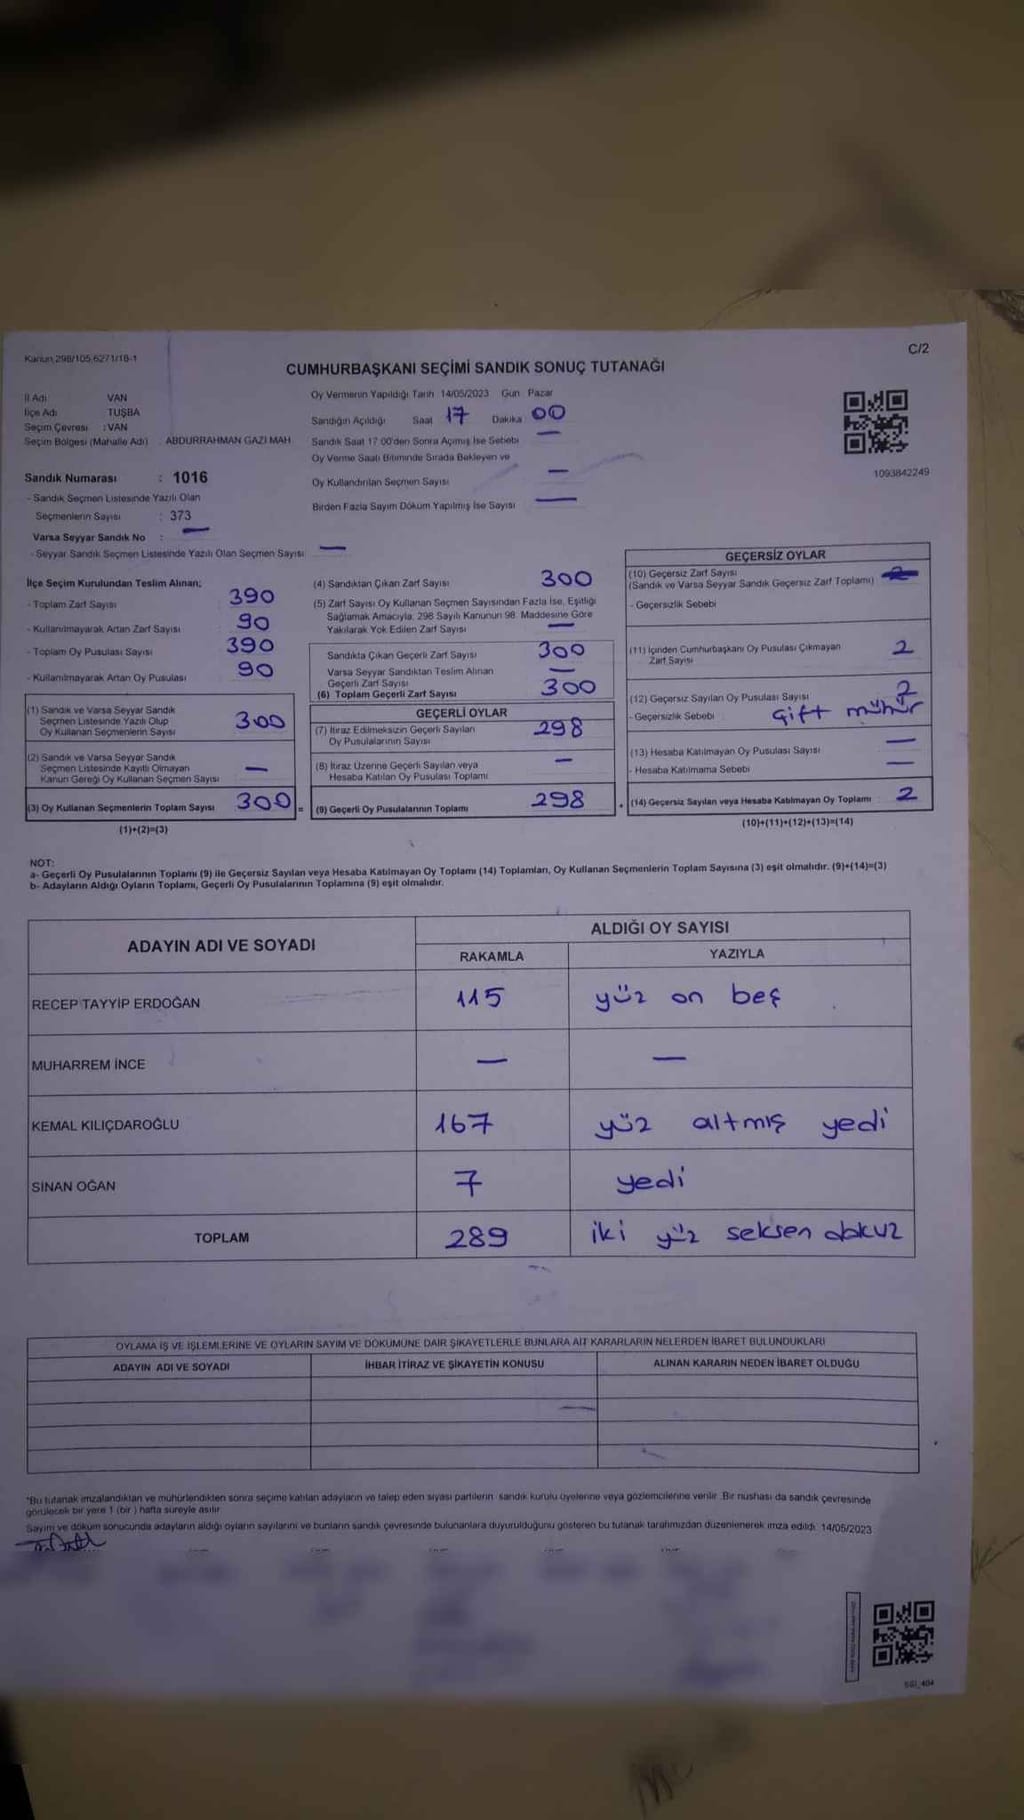 Kanun 298/105,6271/18-1
C/2
CUMHURBAŞKANI SEÇİMİ SANDIK SONUÇ TUTANAĞI
İl Adı VAN
İlçe Adı TUŞBA
Seçim Çevresi : VAN
Seçim Bölgesi (Mahalle Adı) ABDURRAHMAN GAZİ MAH
Sandık Numarası : 1016
- Sandık Seçmen Listesinde Yazılı Olan
Seçmenlerin Sayısı : 373
Varsa Seyyar Sandık No : —
- Seyyar Sandık Seçmen Listesinde Yazılı Olan Seçmen Sayısı —
Oy Vermenin Yapıldığı Tarih 14/05/2023 Gün Pazar
Sandığın Açıldığı Saat 17 Dakika 00
Sandık Saat 17 00'den Sonra Açımış İse Sebebi —
Oy Verme Saati Bitiminde Sırada Bekleyen ve
Oy Kullandırılan Seçmen Sayısı —
Birden Fazla Sayım Döküm Yapılmış İse Sayısı —
1093842249
İlçe Seçim Kurulundan Teslim Alınan;
- Toplam Zarf Sayısı 390
- Kullanılmayarak Artan Zarf Sayısı 90
- Toplam Oy Pusulası Sayısı 390
- Kullanılmayarak Artan Oy Pusulası 90
(1) Sandık ve Varsa Seyyar Sandık
Seçmen Listesinde Yazılı Olup
Oy Kullanan Seçmenlerin Sayısı 300
(2) Sandık ve Varsa Seyyar Sandık
Seçmen Listesinde Kayıtlı Olmayan
Kanun Gereği Oy Kullanan Seçmen Sayısı —
(3) Oy Kullanan Seçmenlerin Toplam Sayısı 300 =
(1)+(2)=(3)
(4) Sandıktan Çıkan Zarf Sayısı 300
(5) Zarf Sayısı Oy Kullanan Seçmen Sayısından Fazla İse, Eşitliği
Sağlamak Amacıyla, 298 Sayılı Kanunun 98. Maddesine Göre
Yakılarak Yok Edilen Zarf Sayısı —
Sandıkta Çıkan Geçerli Zarf Sayısı 300
Varsa Seyyar Sandıktan Teslim Alınan
Geçerli Zarf Sayısı —
(6) Toplam Geçerli Zarf Sayısı 300
GEÇERLİ OYLAR
(7) İtiraz Edilmeksizin Geçerli Sayılan
Oy Pusulalarının Sayısı 298
(8) İtiraz Üzerine Geçerli Sayılan veya
Hesaba Katılan Oy Pusulası Toplamı —
(9) Geçerli Oy Pusulalarının Toplamı 298 +
GEÇERSİZ OYLAR
(10) Geçersiz Zarf Sayısı
(Sandık ve Varsa Seyyar Sandık Geçersiz Zarf Toplamı)
- Geçersizlik Sebebi
(11) İçinden Cumhurbaşkanı Oy Pusulası Çıkmayan
Zarf Sayısı 2
(12) Geçersiz Sayılan Oy Pusulası Sayısı 2
- Geçersizlik Sebebi Çift mühür
(13) Hesaba Katılmayan Oy Pusulası Sayısı —
- Hesaba Katılmama Sebebi —
(14) Geçersiz Sayılan veya Hesaba Katılmayan Oy Toplamı 2
(10)+(11)+(12)+(13)=(14)
NOT:
a- Geçerli Oy Pusulalarının Toplamı (9) ile Geçersiz Sayılan veya Hesaba Katılmayan Oy Toplamı (14) Toplamları, Oy Kullanan Seçmenlerin Toplam Sayısına (3) eşit olmalıdır. (9)+(14)=(3)
b- Adayların Aldığı Oyların Toplamı, Geçerli Oy Pusulalarının Toplamına (9) eşit olmalıdır.
ADAYIN ADI VE SOYADI
ALDIĞI OY SAYISI
RAKAMLA YAZIYLA
RECEP TAYYİP ERDOĞAN 115 yüz on beş
MUHARREM İNCE — —
KEMAL KILIÇDAROĞLU 167 yüz altmış yedi
SİNAN OĞAN 7 yedi
TOPLAM 289 iki yüz seksen dokuz
OYLAMA İŞ VE İŞLEMLERİNE VE OYLARIN SAYIM VE DÖKÜMÜNE DAİR ŞİKAYETLERLE BUNLARA AİT KARARLARIN NELERDEN İBARET BULUNDUKLARI
ADAYIN ADI VE SOYADI İHBAR İTİRAZ VE ŞİKAYETİN KONUSU ALINAN KARARIN NEDEN İBARET OLDUĞU
*Bu tutanak imzalandıktan ve mühürlendikten sonra seçime katılan adayların ve talep eden siyasi partilerin sandık kurulu üyelerine veya gözlemcilerine verilir. Bir nüshası da sandık çevresinde
görülecek bir yere 1 (bir ) hafta süreyle asılır.
Sayım ve döküm sonucunda adayların aldığı oyların sayılarını ve bunların sandık çevresinde bulunanlara duyurulduğunu gösteren bu tutanak tarafımızdan düzenlenerek imza edildi. 14/05/2023